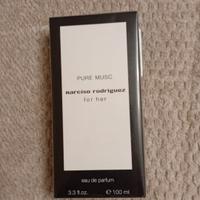 PURE MUSC
narciso rodriguez
for her
eau de parfum
3.3 fl.oz. e 100 ml